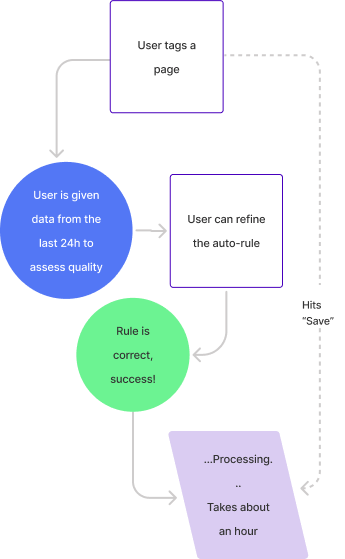 User tags a
page
User is given
data from the
last 24h to
assess quality
User can refine
the auto-rule
Hits
“Save”
Rule is
correct,
success!
...Processing.
..
Takes about
an hour